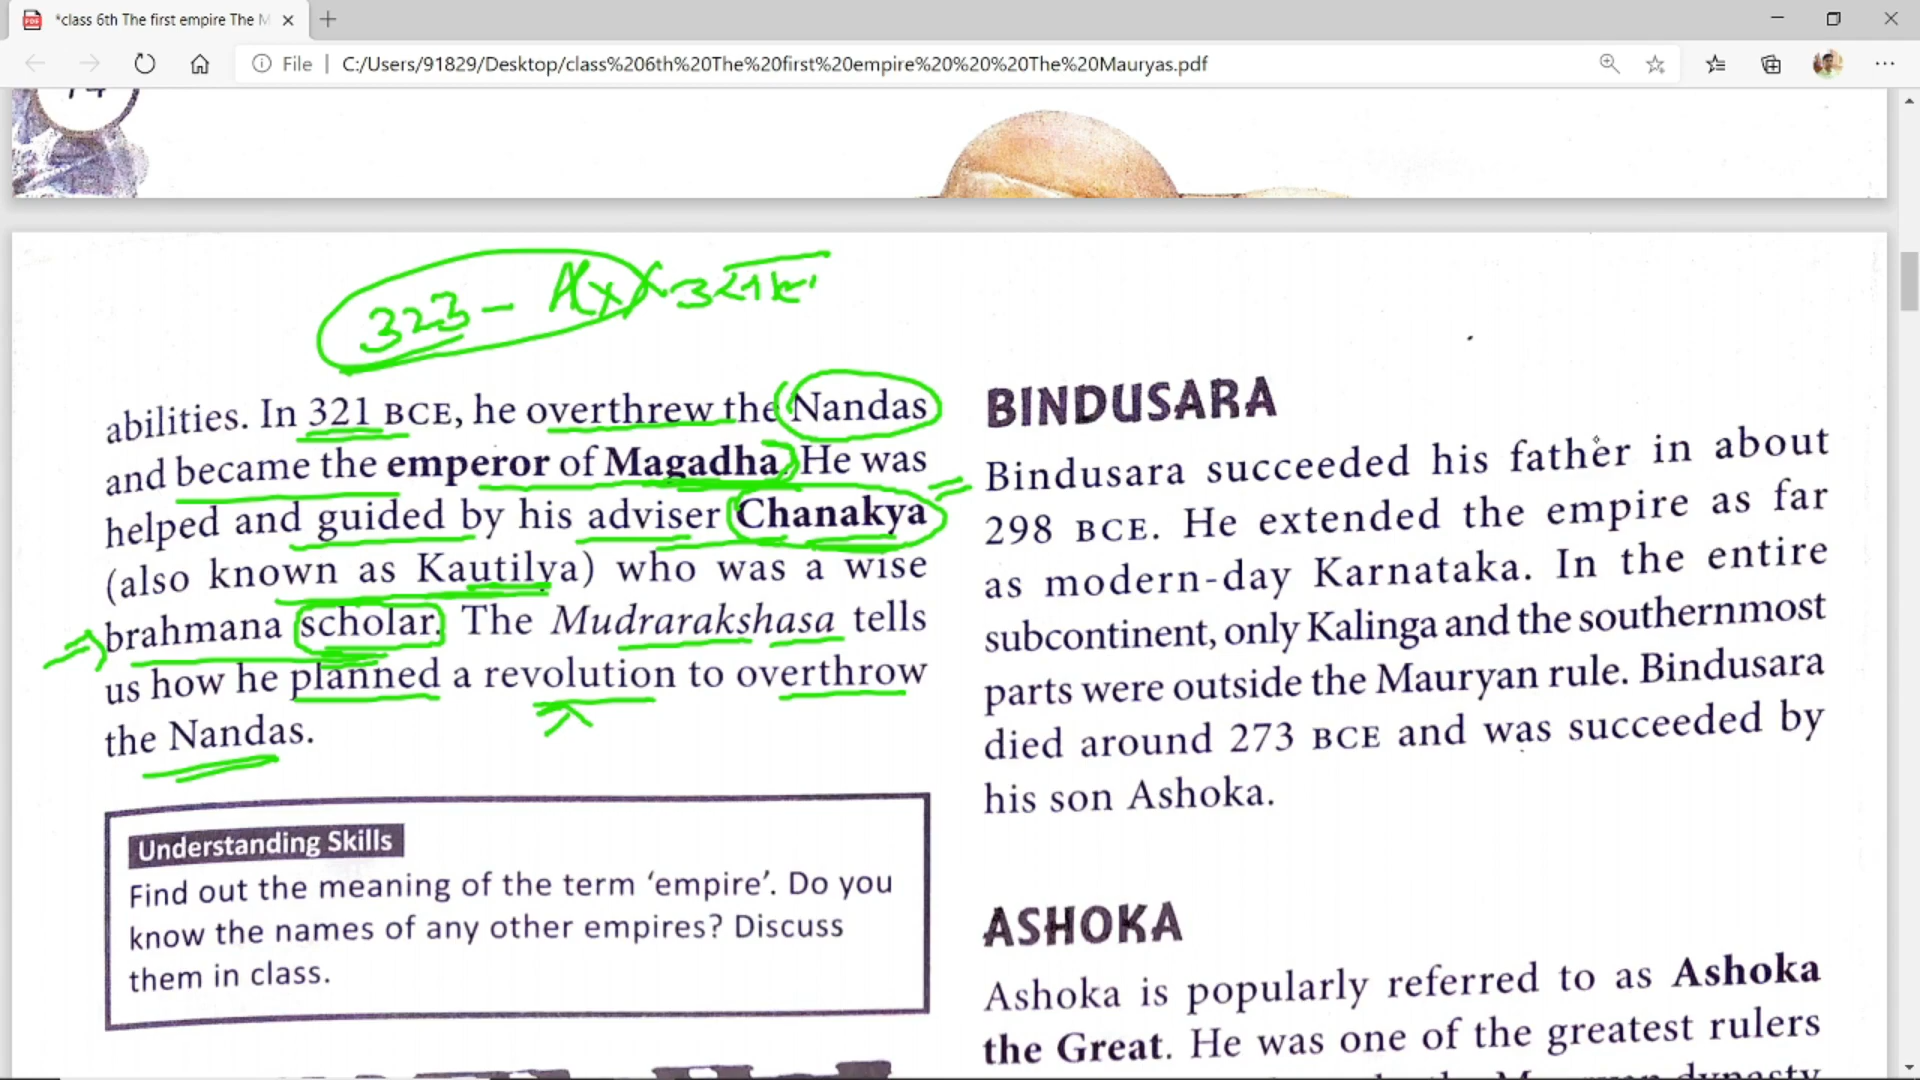 *class 6th The first empire The M
File
C:/Users/91829/Desktop/class%206th%20The%20first%20empire%20%20%20The%20Mauryas.pdf
323 -
abilities. In 321 BCE, he overthrew the Nandas
and became the emperor of Magadha. He was
helped and guided by his adviser Chanakya
(also known as Kautilya) who was a wise
brahmana scholar. The Mudrarakshasa tells
us how he planned a revolution to overthrow
the Nandas.
Understanding Skills
Find out the meaning of the term ‘empire’. Do you
know the names of any other empires? Discuss
them in class.
BINDUSARA
Bindusara succeeded his father in about
298 BCE. He extended the empire as far
as modern-day Karnataka. In the entire
subcontinent, only Kalinga and the southernmost
parts were outside the Mauryan rule. Bindusara
died around 273 BCE and was succeeded by
his son Ashoka.
ASHOKA
Ashoka is popularly referred to as Ashoka
the Great. He was one of the greatest rulers
dynasty